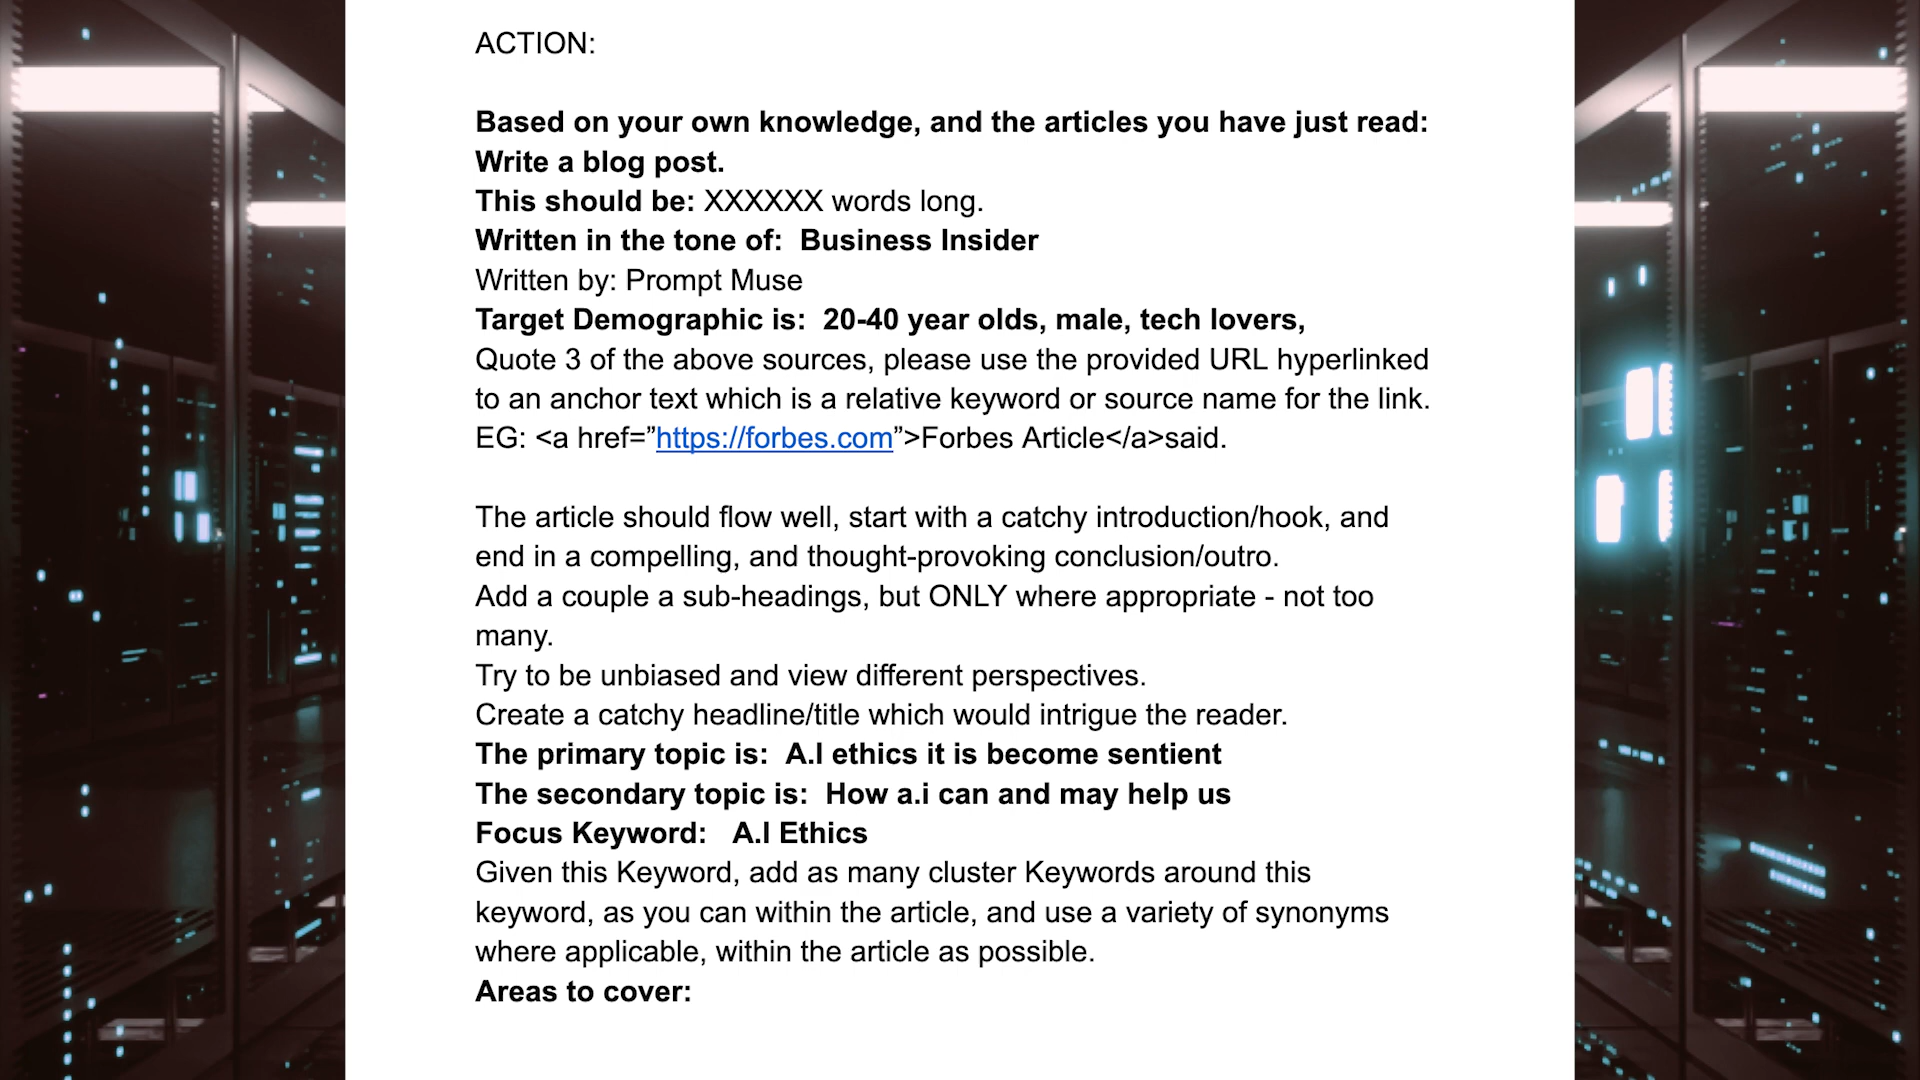 ACTION:
Based on your own knowledge, and the articles you have just read:
Write a blog post.
This should be: XXXXXX words long.
Written in the tone of:  Business Insider
Written by: Prompt Muse
Target Demographic is:  20-40 year olds, male, tech lovers,
Quote 3 of the above sources, please use the provided URL hyperlinked
to an anchor text which is a relative keyword or source name for the link.
EG: <a href=”https://forbes.com”>Forbes Article</a>said.
The article should flow well, start with a catchy introduction/hook, and
end in a compelling, and thought-provoking conclusion/outro.
Add a couple a sub-headings, but ONLY where appropriate - not too
many.
Try to be unbiased and view different perspectives.
Create a catchy headline/title which would intrigue the reader.
The primary topic is:  A.I ethics it is become sentient
The secondary topic is:  How a.i can and may help us
Focus Keyword:   A.I Ethics
Given this Keyword, add as many cluster Keywords around this
keyword, as you can within the article, and use a variety of synonyms
where applicable, within the article as possible.
Areas to cover: